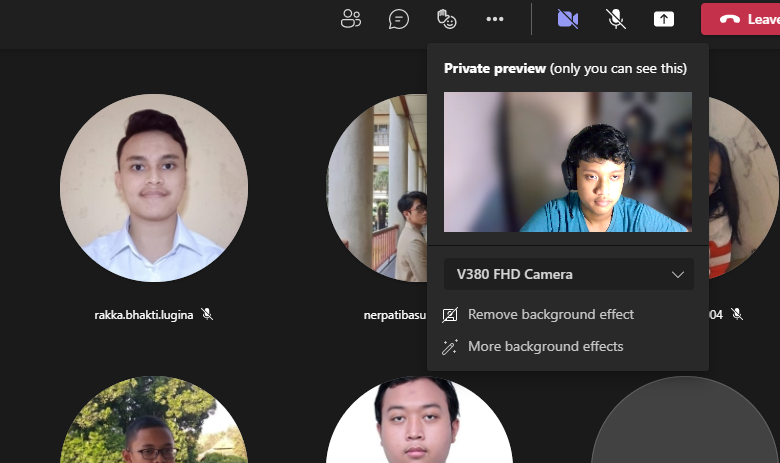 Leave
Private preview (only you can see this)
V380 FHD Camera
Remove background effect
More background effects
rakka.bhakti.lugina
nerpatibasu
04